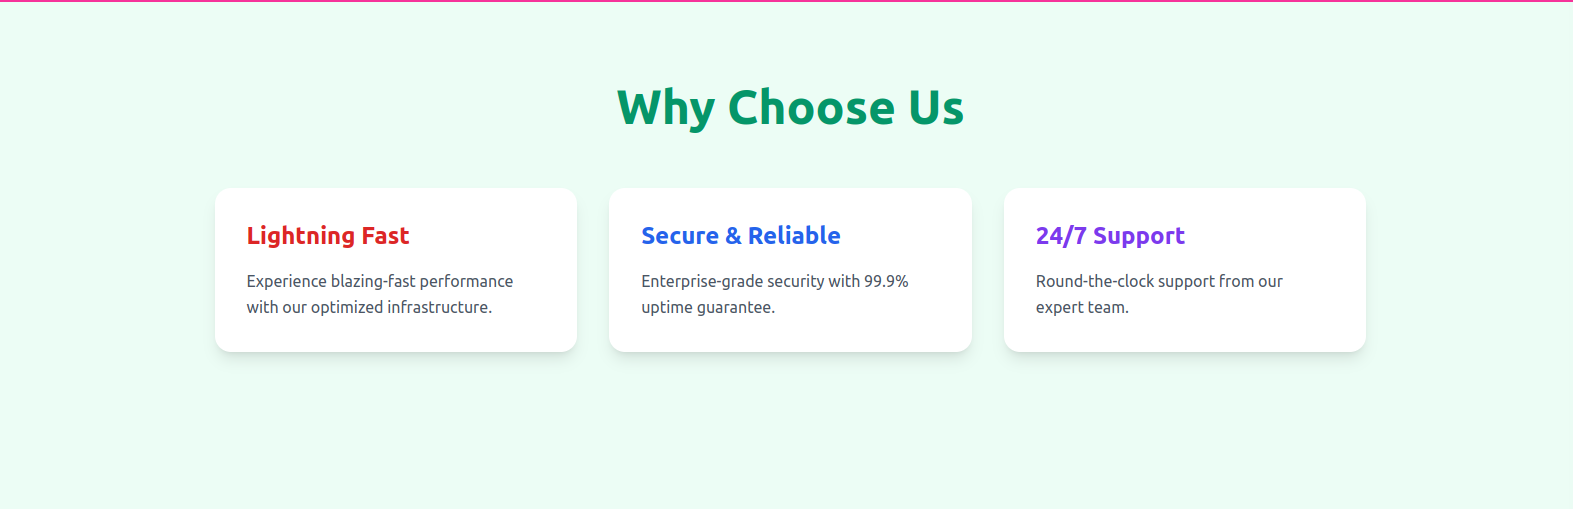 Why Choose Us
Lightning Fast
Experience blazing-fast performance
with our optimized infrastructure.
Secure & Reliable
Enterprise-grade security with 99.9%
uptime guarantee.
24/7 Support
Round-the-clock support from our
expert team.